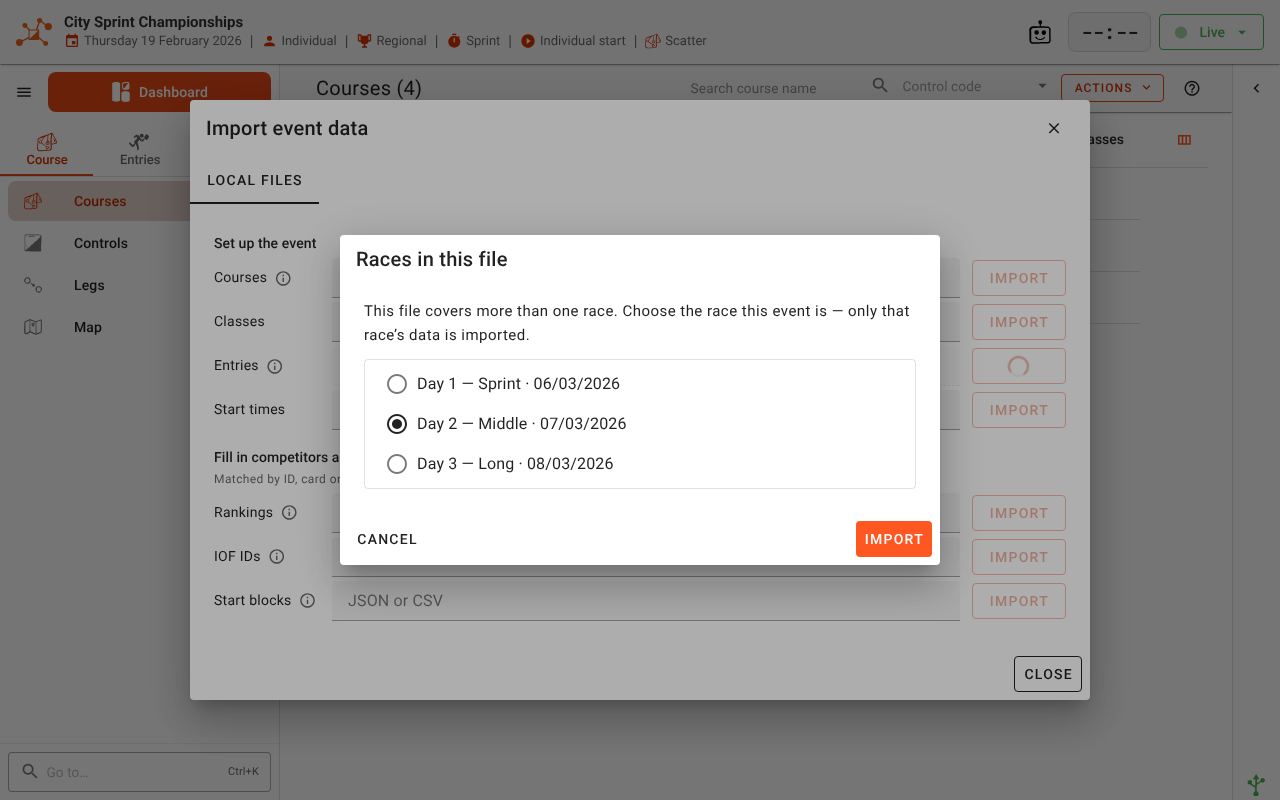 City Sprint Championships
Thursday 19 February 2026 | Individual | Regional | Sprint | Individual start | Scatter
--:--
Live
Dashboard
Courses (4)
Search course name
Control code
ACTIONS
Course
Entries
asses
Courses
Controls
Legs
Map
Import event data
LOCAL FILES
Set up the event
Courses
IMPORT
Classes
IMPORT
Entries
Start times
IMPORT
Fill in competitors a
Matched by ID, card or
Rankings
IMPORT
IOF IDs
IMPORT
Start blocks
JSON or CSV
IMPORT
CLOSE
Races in this file
This file covers more than one race. Choose the race this event is — only that
race’s data is imported.
Day 1 — Sprint · 06/03/2026
Day 2 — Middle · 07/03/2026
Day 3 — Long · 08/03/2026
CANCEL
IMPORT
Go to…
Ctrl+K